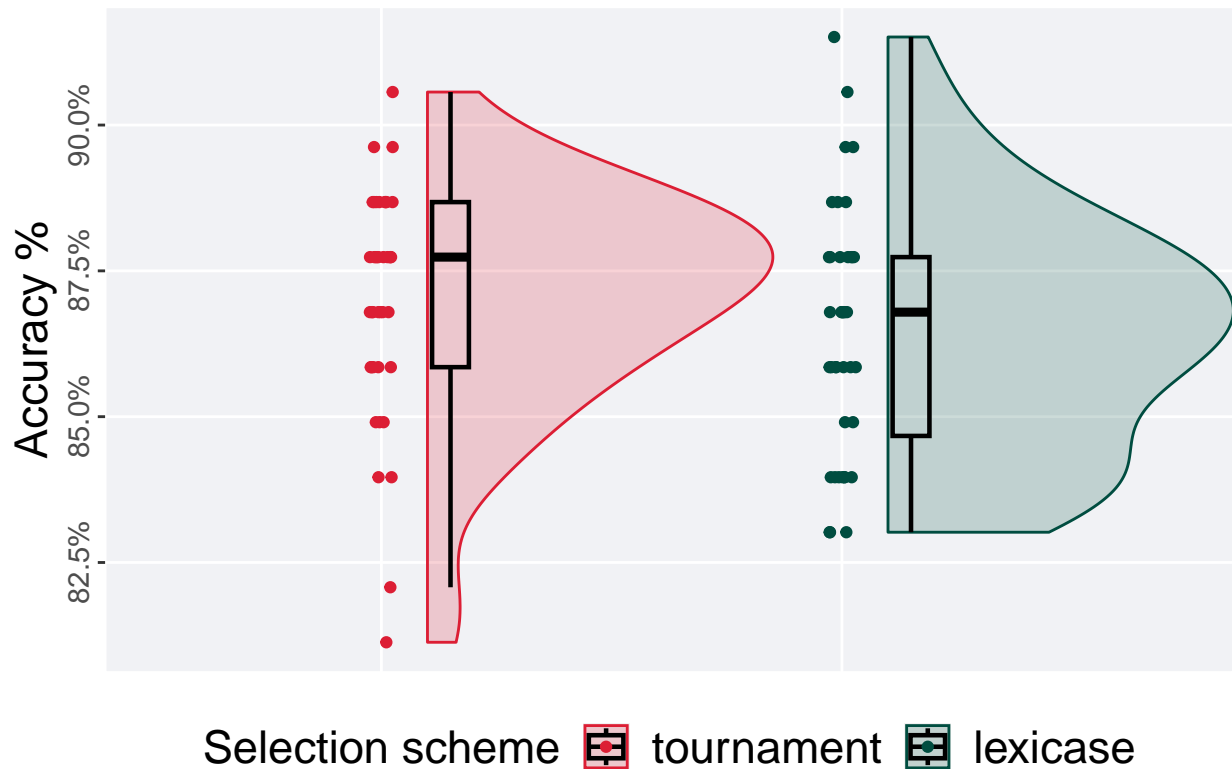 Accuracy %
90.0%
87.5%
85.0%
82.5%
Selection scheme tournament lexicase